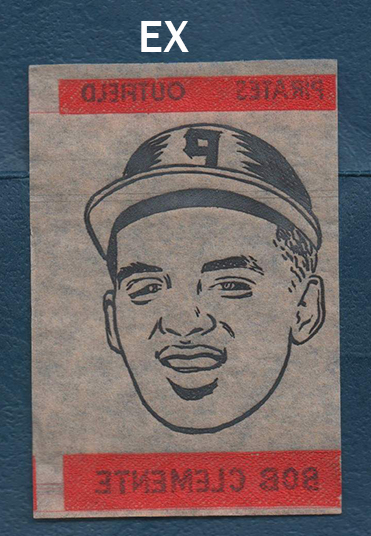 EX
PIRATES OUTFIELD
P
BOB CLEMENTE